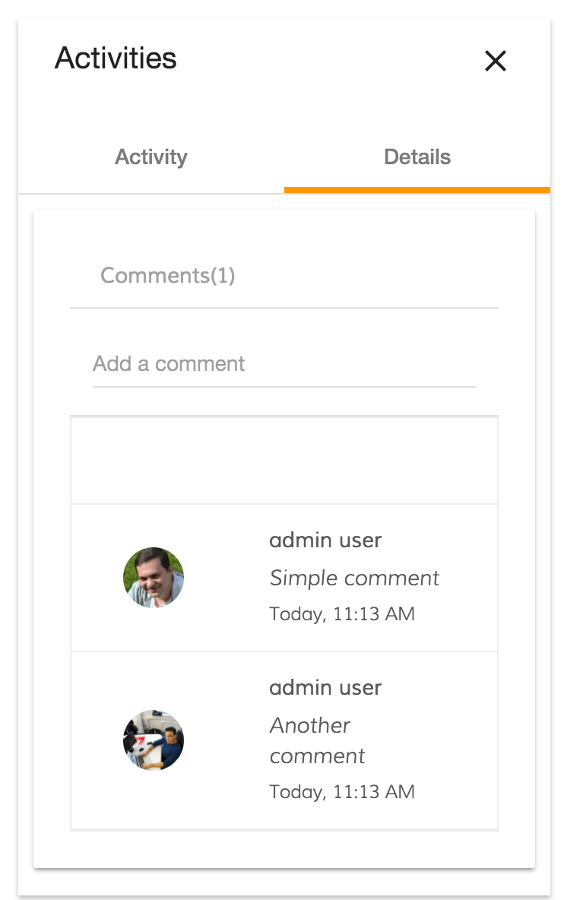 Activities
Activity
Details
Comments(1)
Add a comment
admin user
Simple comment
Today, 11:13 AM
admin user
Another
comment
Today, 11:13 AM